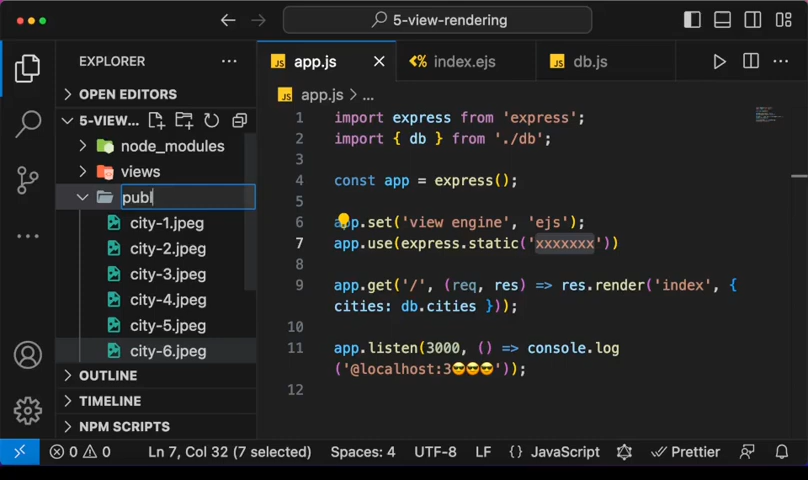 5-view-rendering
EXPLORER
app.js
index.ejs
db.js
OPEN EDITORS
app.js > ...
5-VIEW...
node_modules
views
publ
city-1.jpeg
city-2.jpeg
city-3.jpeg
city-4.jpeg
city-5.jpeg
city-6.jpeg
OUTLINE
TIMELINE
NPM SCRIPTS
1 import express from 'express';
2 import { db } from './db';
3
4 const app = express();
5
6 app.set('view engine', 'ejs');
7 app.use(express.static('xxxxxxx'))
8
9 app.get('/', (req, res) => res.render('index', {
cities: db.cities }));
10
11 app.listen(3000, () => console.log
('@localhost:3😎😎😎'));
12
0 0 Ln 7, Col 32 (7 selected) Spaces: 4 UTF-8 LF {} JavaScript Prettier